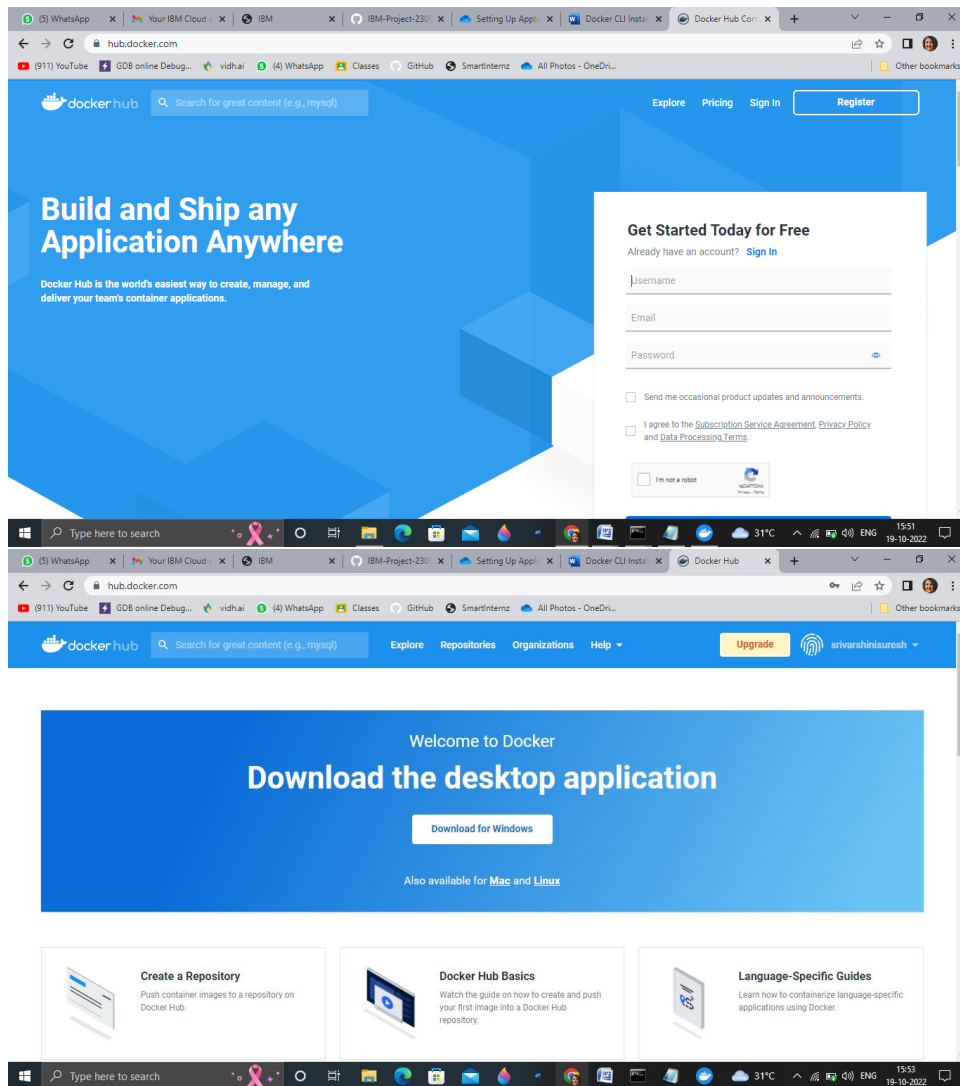 (5) WhatsApp
Your IBM Cloud
IBM
IBM-Project-230
Setting Up Appli
Docker CLI Instal
Docker Hub Con
hub.docker.com
(911) YouTube
GDB online Debug...
vidh.ai
(4) WhatsApp
Classes
GitHub
SmartInternz
All Photos - OneDri...
Other bookmarks
docker hub
Search for great content (e.g., mysql)
Explore
Pricing
Sign In
Register
Build and Ship any
Application Anywhere
Docker Hub is the world's easiest way to create, manage, and
deliver your team's container applications.
Get Started Today for Free
Already have an account? Sign In
Username
Email
Password
Send me occasional product updates and announcements.
I agree to the Subscription Service Agreement, Privacy Policy
and Data Processing Terms.
I'm not a robot
reCAPTCHA
Privacy - Terms
Type here to search
31°C
ENG
15:51
19-10-2022
(5) WhatsApp
Your IBM Cloud
IBM
IBM-Project-230
Setting Up Appli
Docker CLI Instal
Docker Hub
hub.docker.com
(911) YouTube
GDB online Debug...
vidh.ai
(4) WhatsApp
Classes
GitHub
SmartInternz
All Photos - OneDri...
Other bookmarks
docker hub
Search for great content (e.g., mysql)
Explore
Repositories
Organizations
Help
Upgrade
srivarshinisuresh
Welcome to Docker
Download the desktop application
Download for Windows
Also available for Mac and Linux
Create a Repository
Push container images to a repository on
Docker Hub.
Docker Hub Basics
Watch the guide on how to create and push
your first image into a Docker Hub
repository.
Language-Specific Guides
Learn how to containerize language-specific
applications using Docker.
Type here to search
31°C
ENG
15:53
19-10-2022